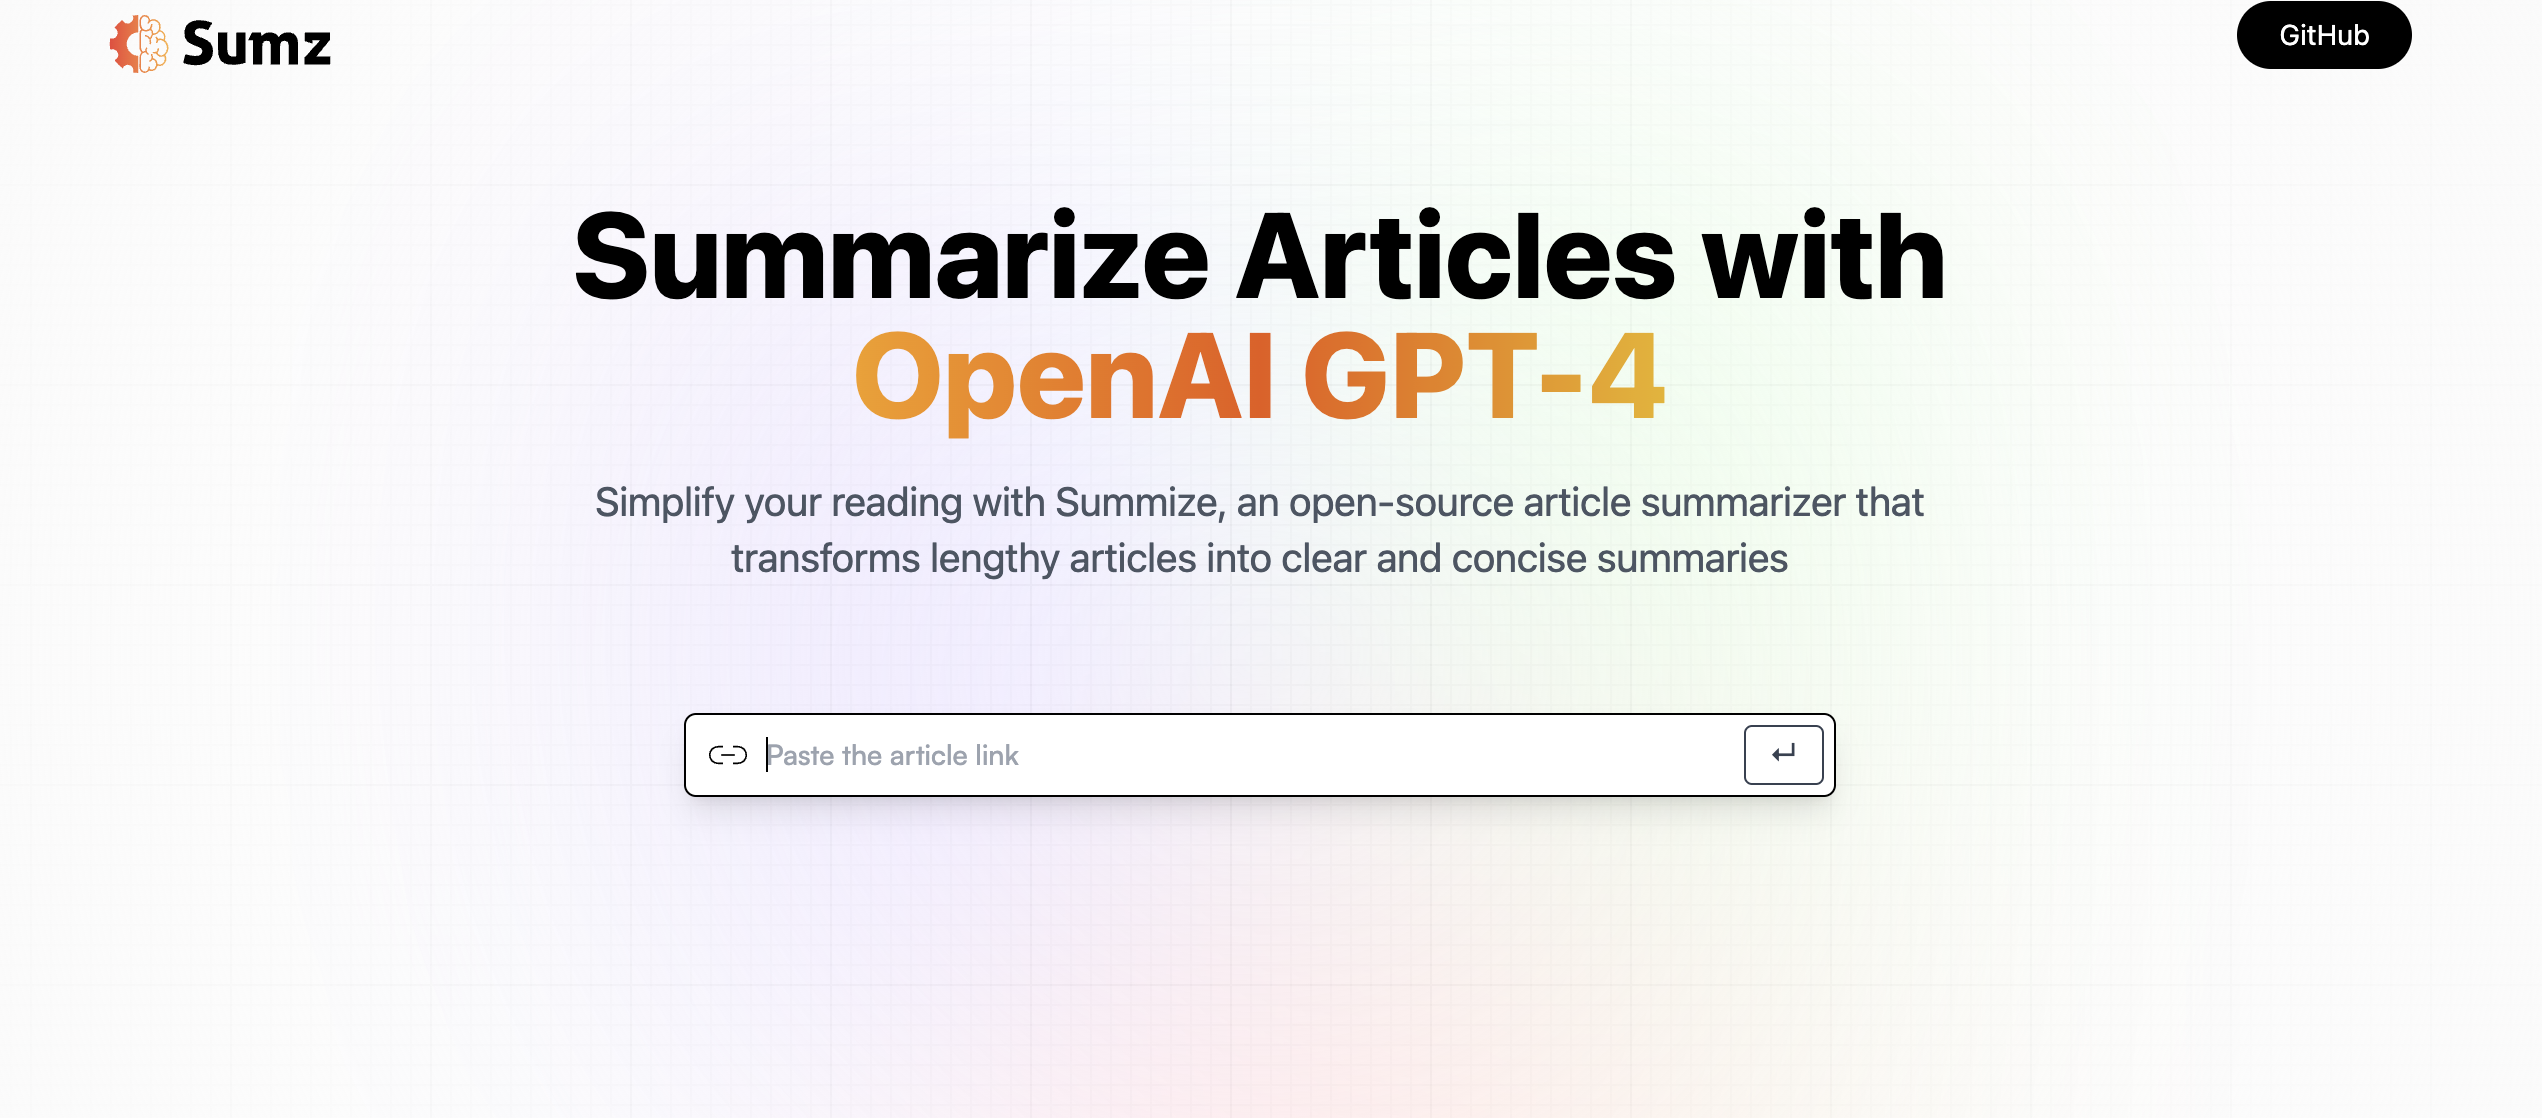 Sumz
GitHub
Summarize Articles with
OpenAI GPT-4
Simplify your reading with Summize, an open-source article summarizer that
transforms lengthy articles into clear and concise summaries
Paste the article link